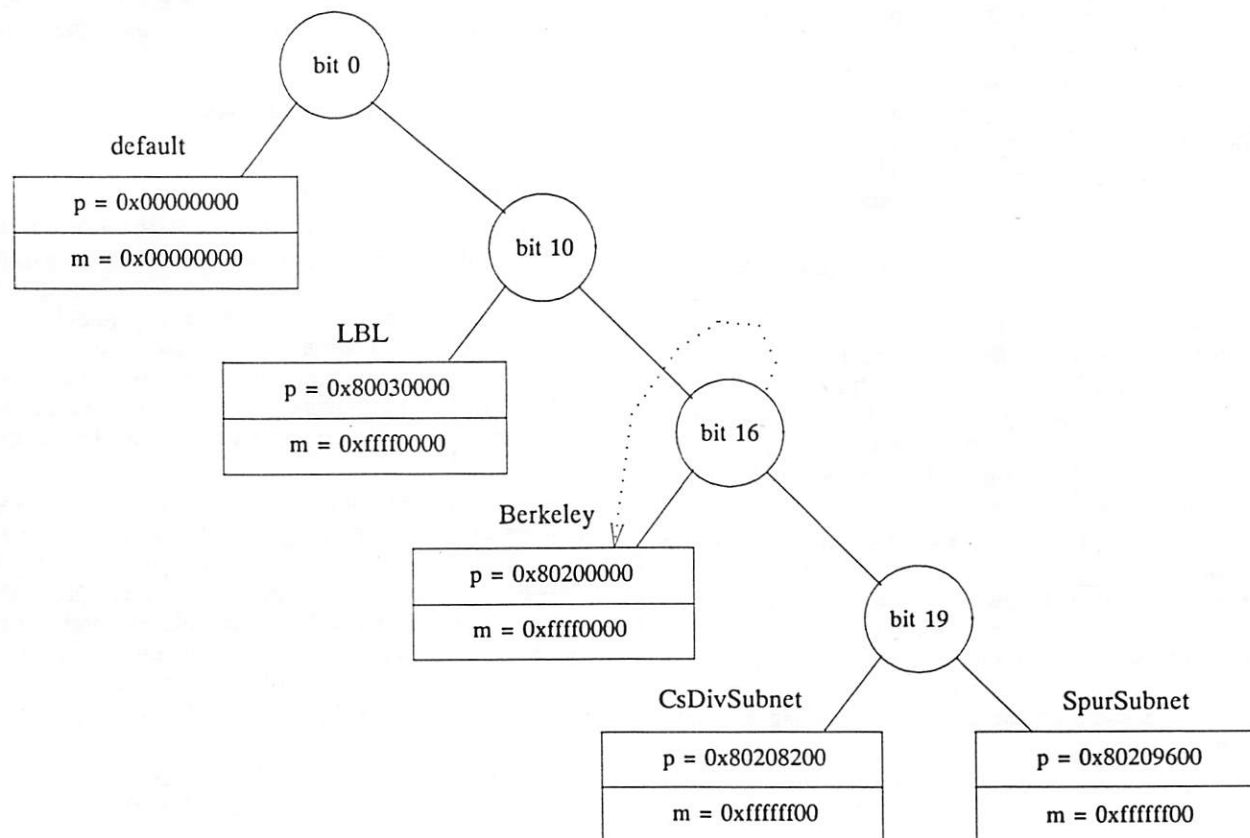 bit 0
default
p = 0x00000000
m = 0x00000000
bit 10
LBL
p = 0x80030000
m = 0xffff0000
bit 16
Berkeley
p = 0x80200000
m = 0xffff0000
bit 19
CsDivSubnet
p = 0x80208200
m = 0xffffff00
SpurSubnet
p = 0x80209600
m = 0xffffff00